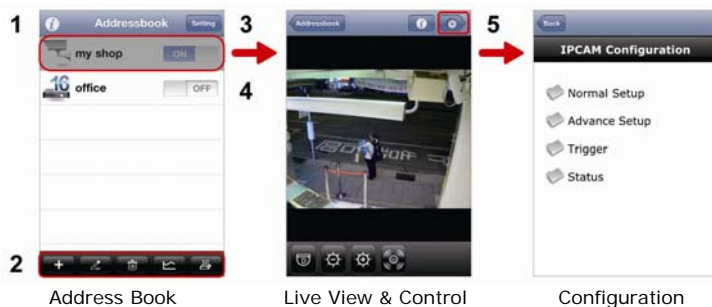 1
Addressbook
Setting
my shop
ON
16
office
OFF
2
Address Book
3
4
Addressbook
Live View & Control
5
Back
IPCAM Configuration
Normal Setup
Advance Setup
Trigger
Status
Configuration